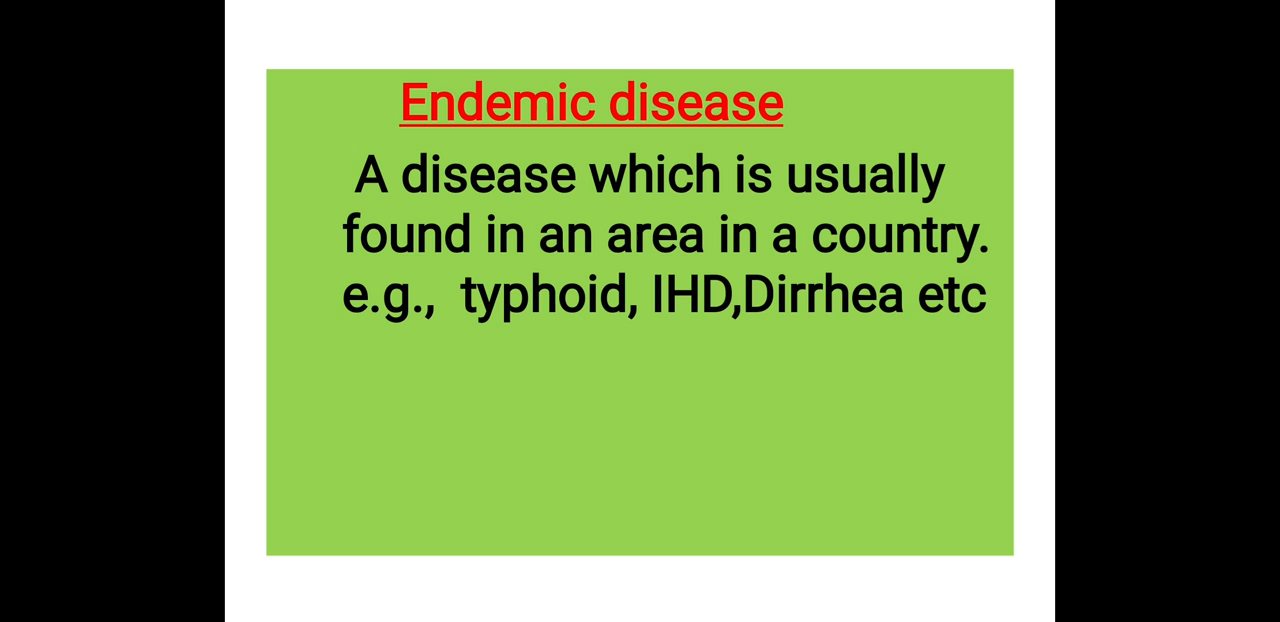 Endemic disease
A disease which is usually
found in an area in a country.
e.g.,  typhoid, IHD,Dirrhea etc